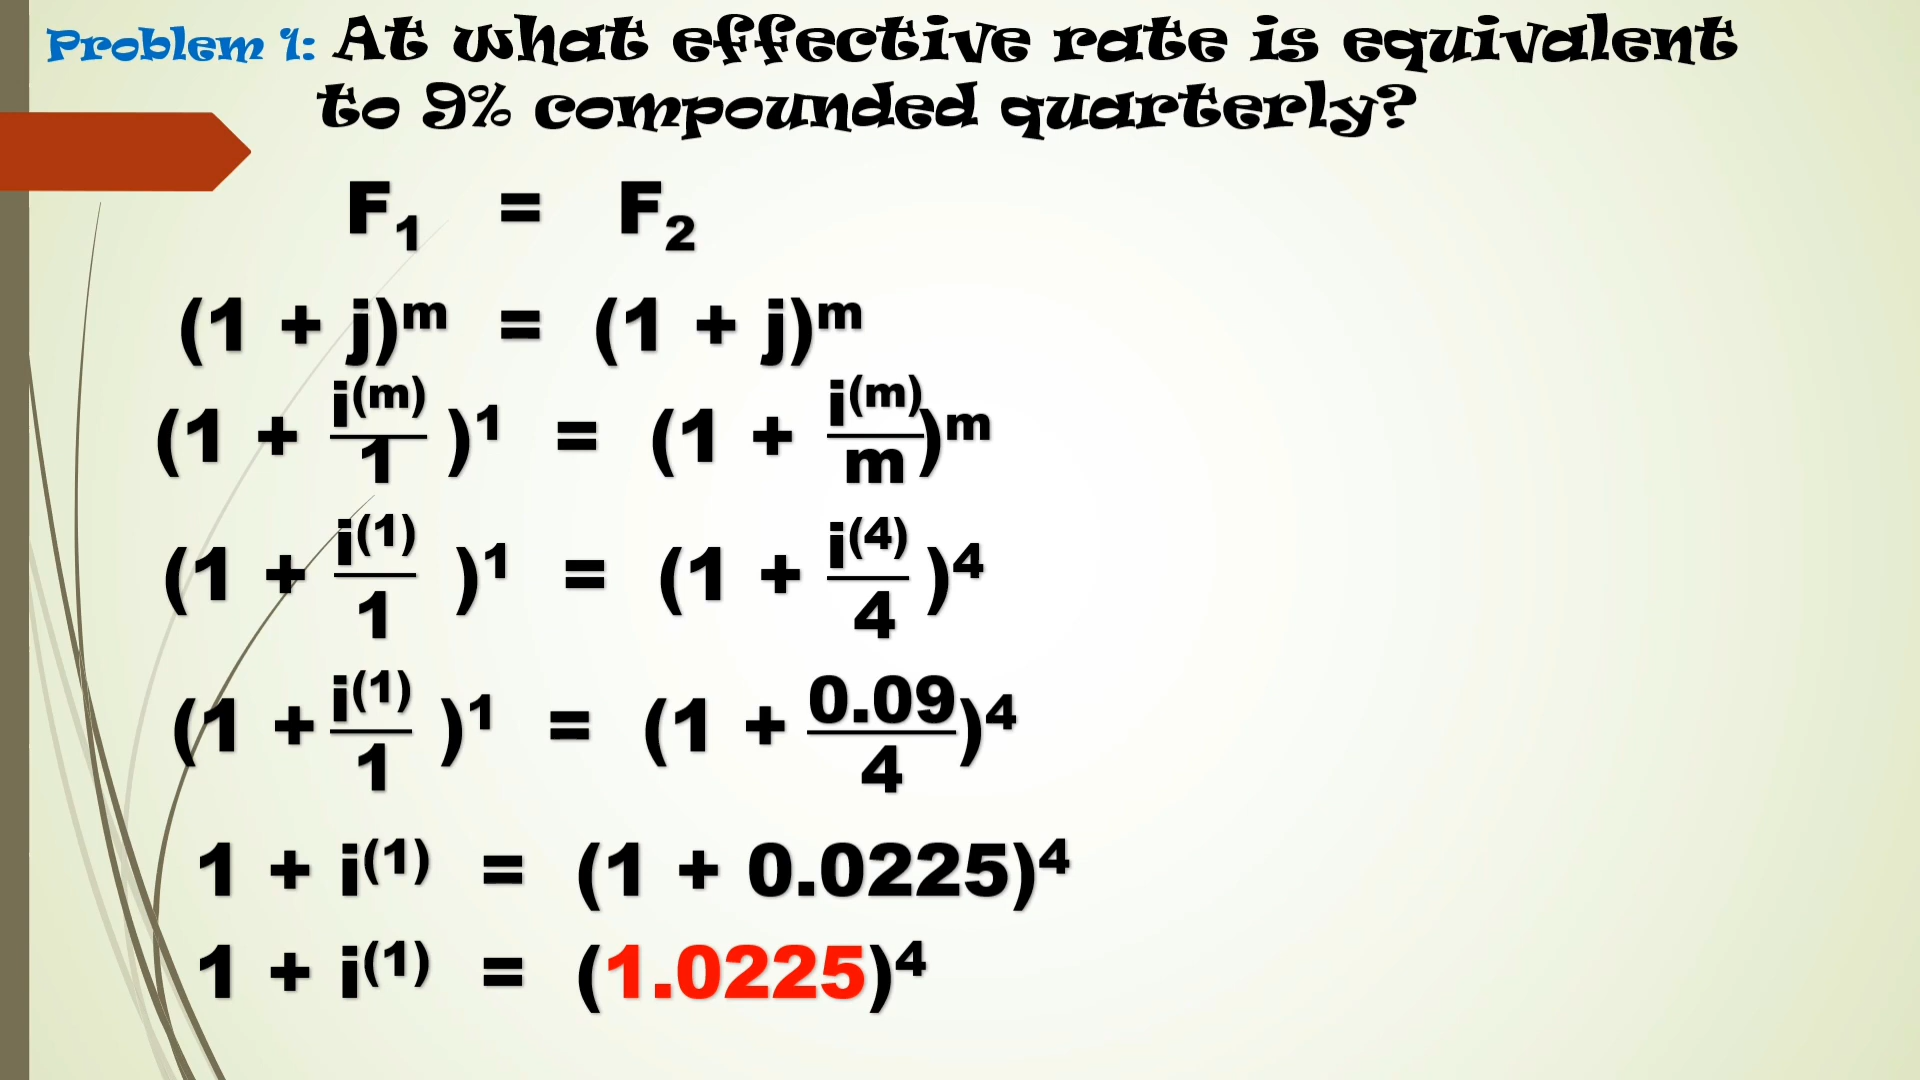 Problem 1: At what effective rate is equivalent
to 9% compounded quarterly?
F₁ = F₂
(1 + j)ᵐ = (1 + j)ᵐ
(1 + i⁽ᵐ⁾/1 )¹ = (1 + i⁽ᵐ⁾/m)ᵐ
(1 + i⁽¹⁾/1 )¹ = (1 + i⁽⁴⁾/4 )⁴
(1 + i⁽¹⁾/1 )¹ = (1 + 0.09/4)⁴
1 + i⁽¹⁾ = (1 + 0.0225)⁴
1 + i⁽¹⁾ = (1.0225)⁴